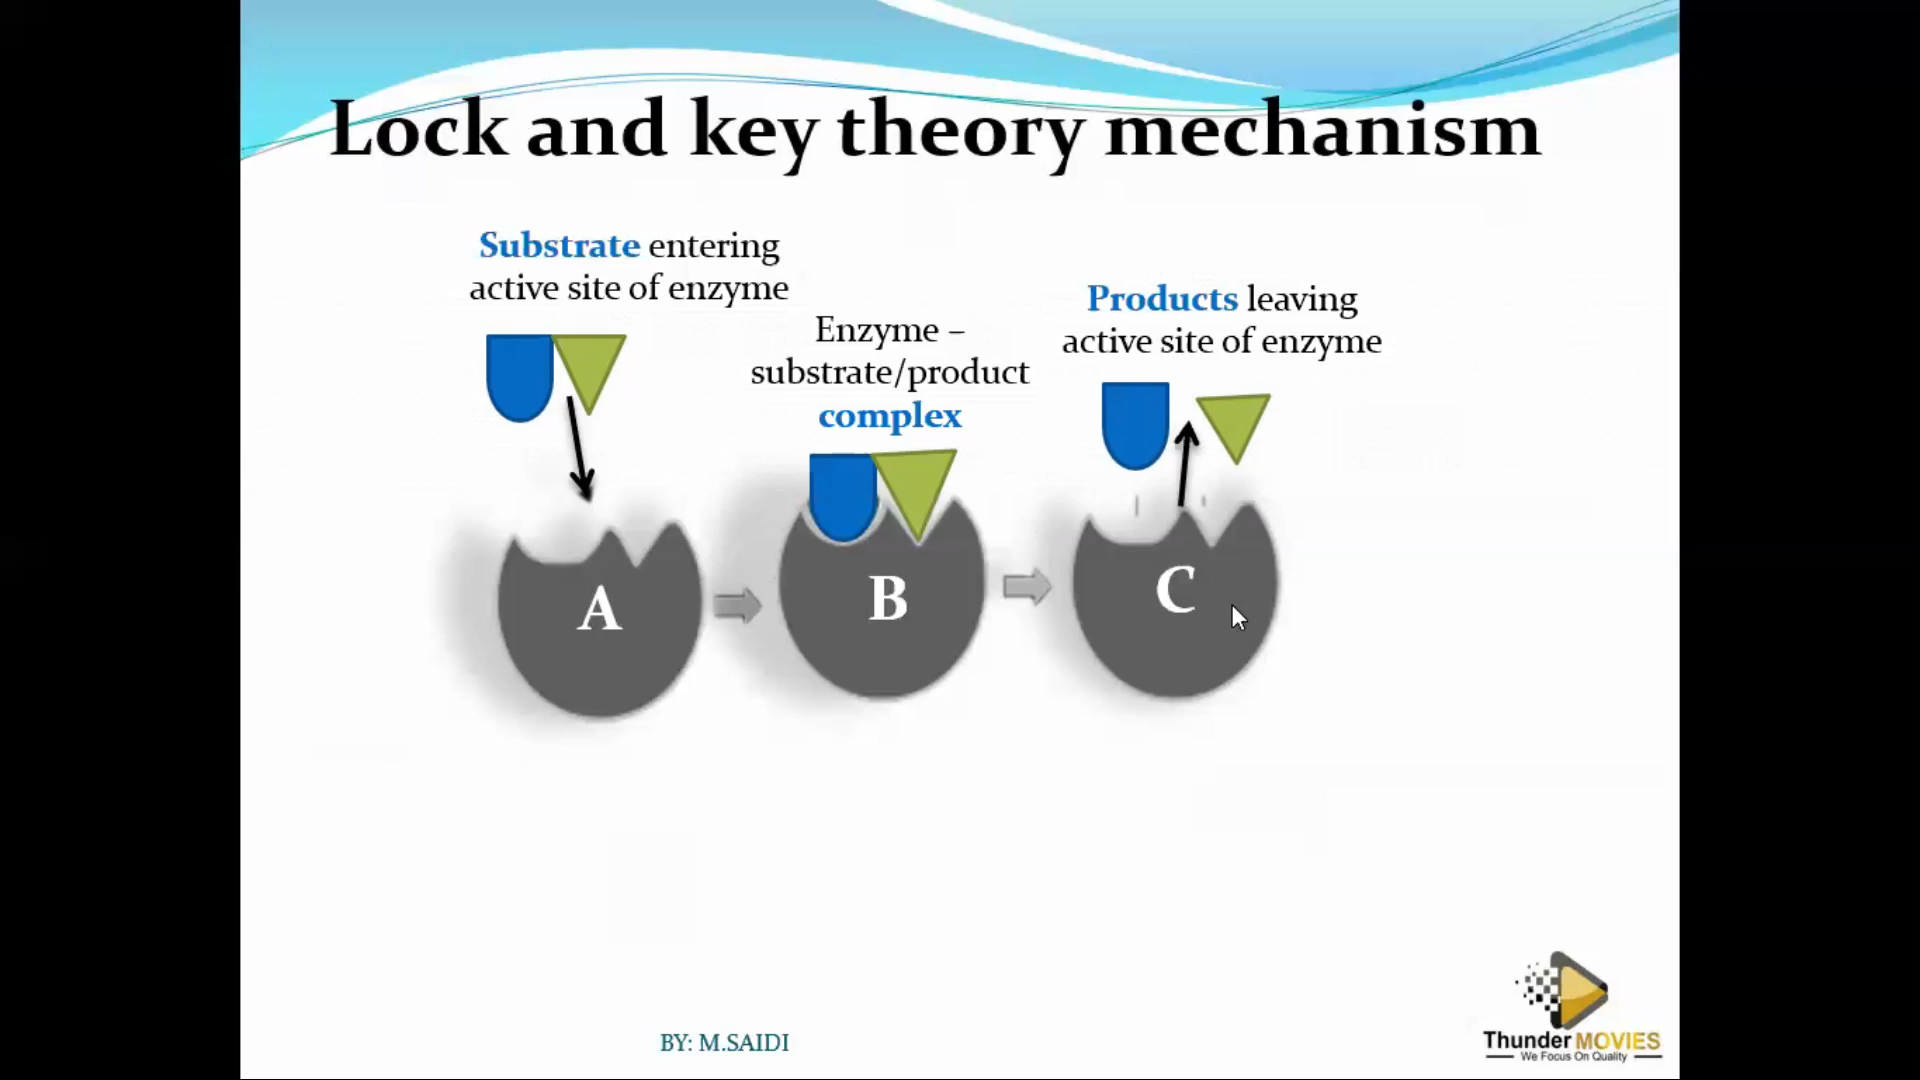 Lock and key theory mechanism
Substrate entering
active site of enzyme
Enzyme –
substrate/product
complex
Products leaving
active site of enzyme
A
B
C
BY: M.SAIDI
Thunder MOVIES
We Focus On Quality